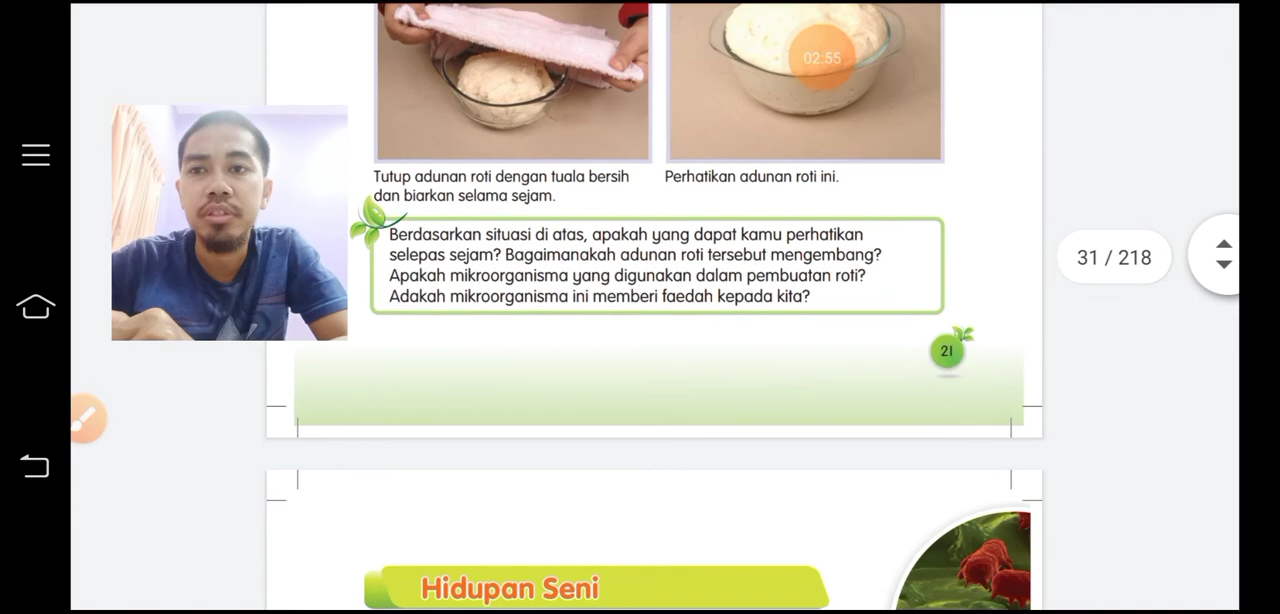 02:55
Tutup adunan roti dengan tuala bersih
dan biarkan selama sejam.
Perhatikan adunan roti ini.
Berdasarkan situasi di atas, apakah yang dapat kamu perhatikan
selepas sejam? Bagaimanakah adunan roti tersebut mengembang?
Apakah mikroorganisma yang digunakan dalam pembuatan roti?
Adakah mikroorganisma ini memberi faedah kepada kita?
31 / 218
21
Hidupan Seni